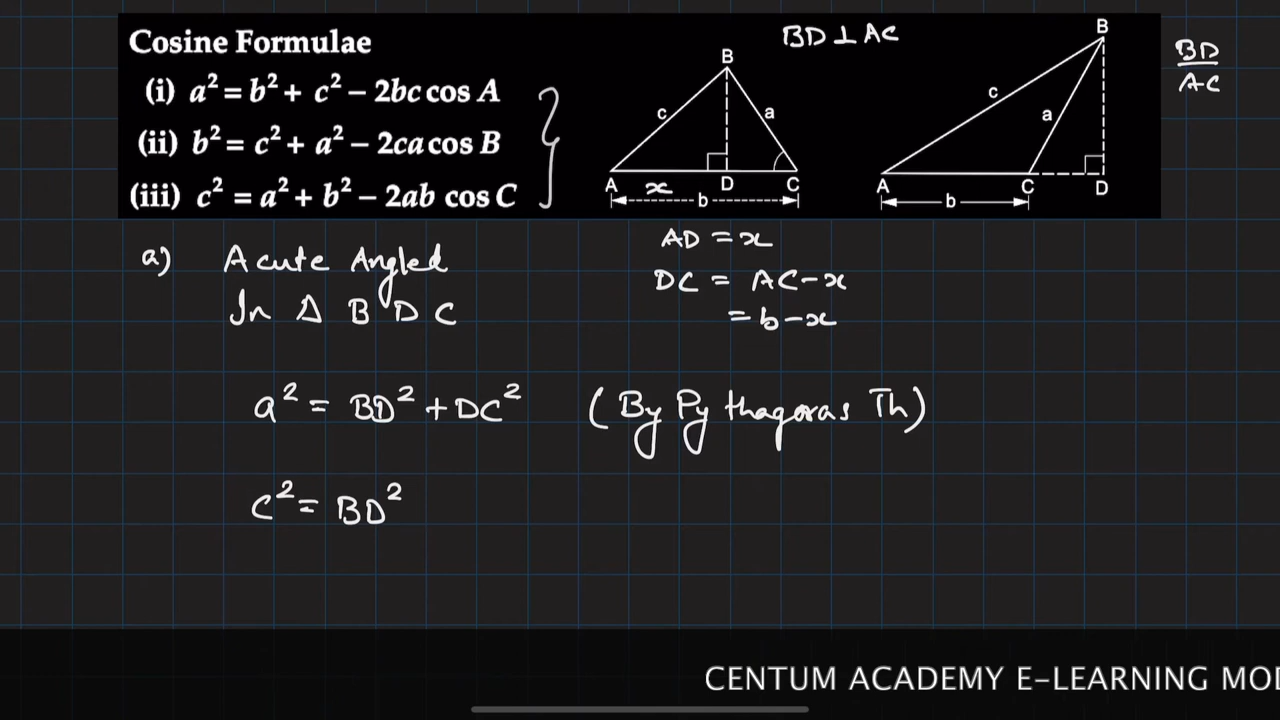 Cosine Formulae
(i) a² = b² + c² − 2bc cos A
(ii) b² = c² + a² − 2ca cos B
(iii) c² = a² + b² − 2ab cos C
BD ⊥ AC
B
c
a
A
x
D
C
b
B
c
a
A
C
D
b
BD
AC
a) Acute Angled
In Δ BDC
AD = x
DC = AC-x
= b-x
a² = BD² + DC² (By Pythagoras Th)
C² = BD²
CENTUM ACADEMY E-LEARNING MOD